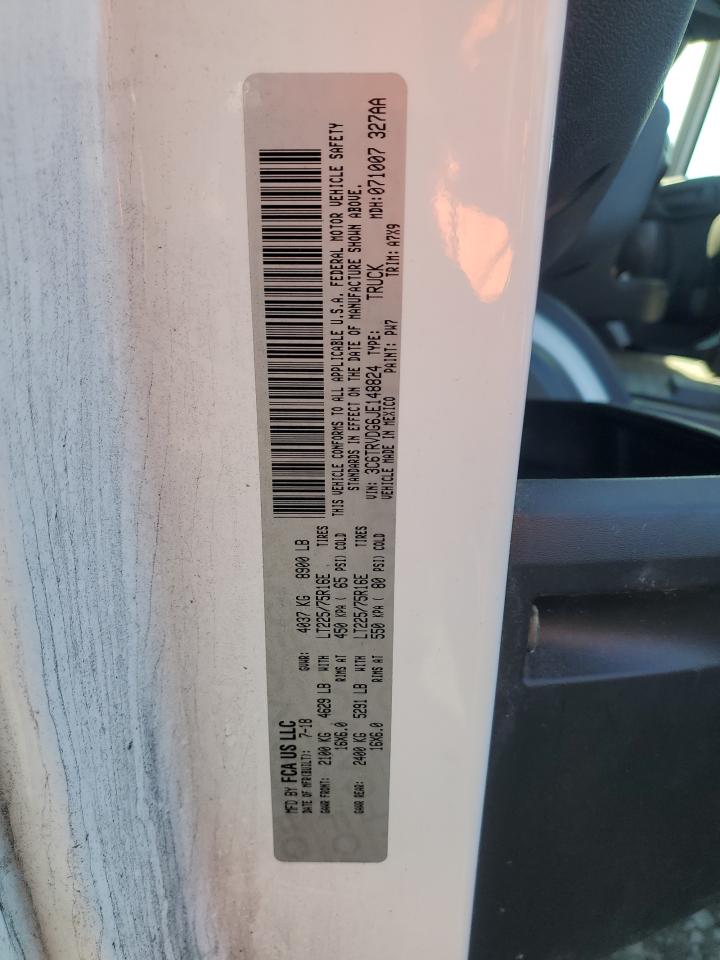 MFD BY FCA US LLC
DATE OF MFR(BUILT): 7-18 GVWR: 4037 KG 8900 LB
GAWR FRONT: 2100 KG 4629 LB WITH LT225/75R16E TIRES
16X6.0 RIMS AT 450 KPA ( 65 PSI) COLD
GAWR REAR: 2400 KG 5291 LB WITH LT225/75R16E TIRES
16X6.0 RIMS AT 550 KPA ( 80 PSI) COLD
THIS VEHICLE CONFORMS TO ALL APPLICABLE U.S.A. FEDERAL MOTOR VEHICLE SAFETY
STANDARDS IN EFFECT ON THE DATE OF MANUFACTURE SHOWN ABOVE.
VIN: 3C6TRVDG6JE148824 TYPE: TRUCK MDH:071007 327AA
VEHICLE MADE IN MEXICO PAINT: PW7 TRIM: A7X9